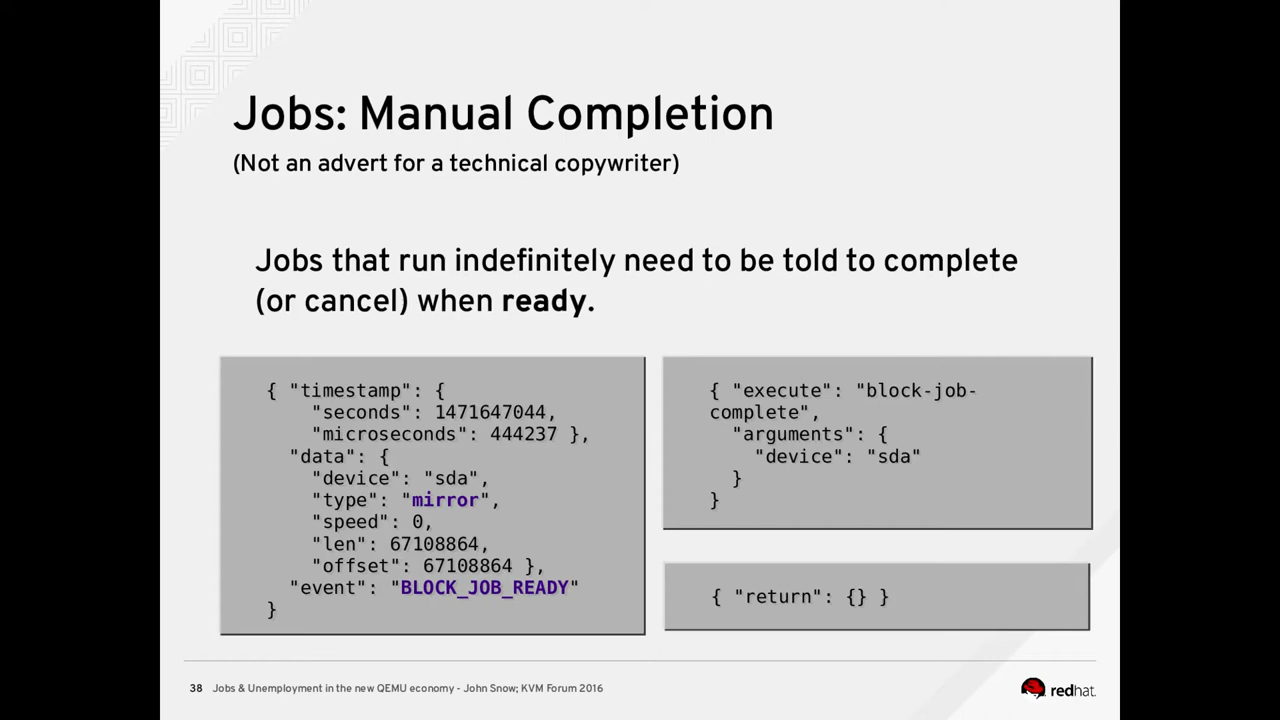 Jobs: Manual Completion
(Not an advert for a technical copywriter)
Jobs that run indefinitely need to be told to complete
(or cancel) when ready.
{ "timestamp": {
"seconds": 1471647044,
"microseconds": 444237 },
"data": {
"device": "sda",
"type": "mirror",
"speed": 0,
"len": 67108864,
"offset": 67108864 },
"event": "BLOCK_JOB_READY"
}
{ "execute": "block-job-
complete",
"arguments": {
"device": "sda"
}
}
{ "return": {} }
38 Jobs & Unemployment in the new QEMU economy - John Snow; KVM Forum 2016
redhat.